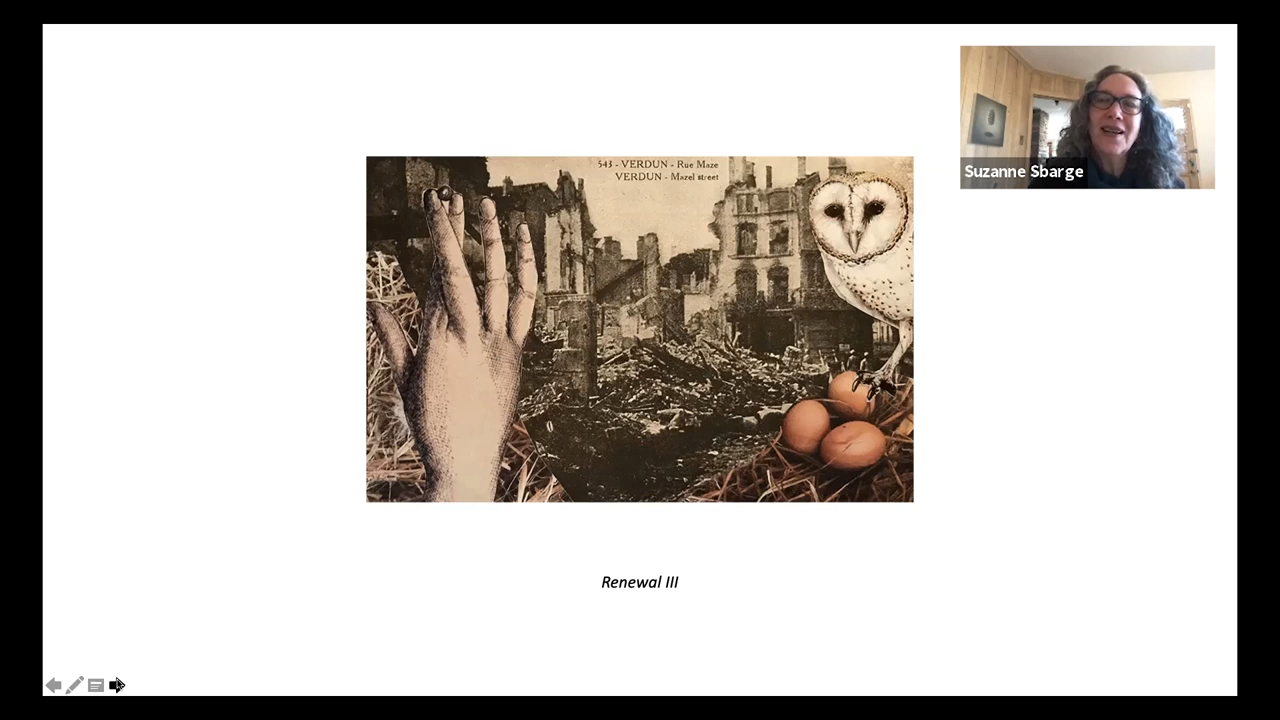 543 - VERDUN - Rue Maze
VERDUN - Mazel street
Suzanne Sbarge
Renewal III